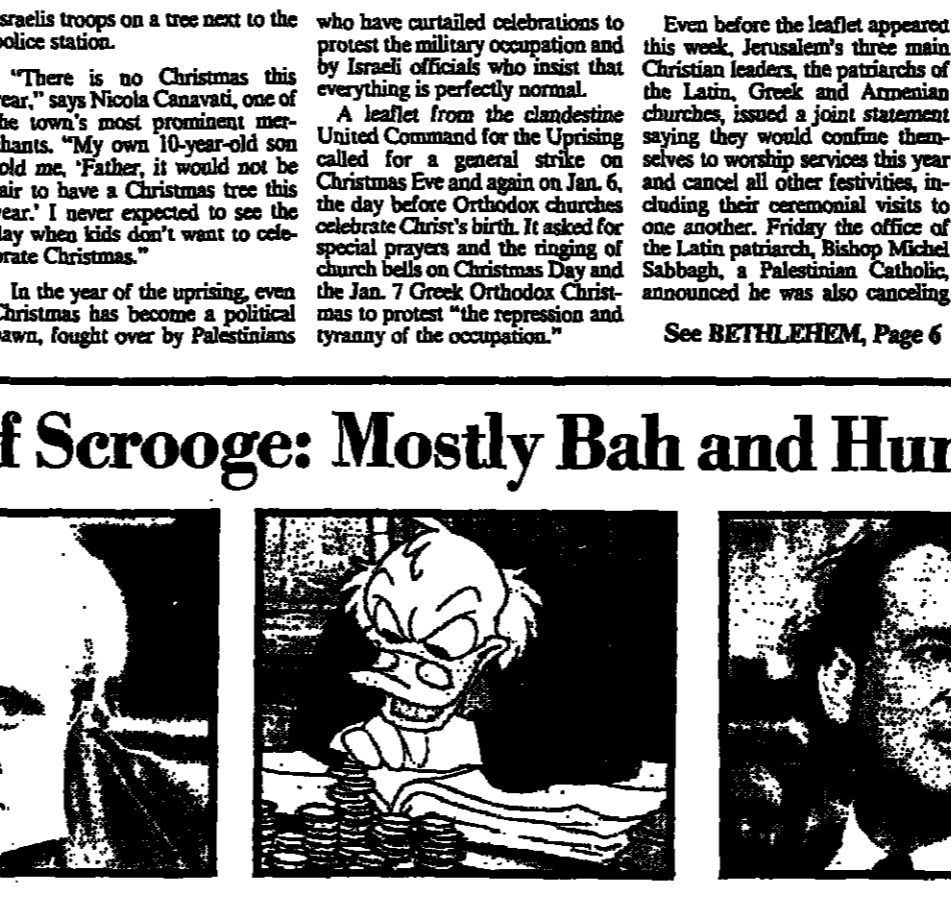 sraelis troops on a tree next to the
police station.
"There is no Christmas this
ear," says Nicola Canavati, one of
he town's most prominent mer-
hants. "My own 10-year-old son
old me, 'Father, it would not be
air to have a Christmas tree this
ear.' I never expected to see the
lay when kids don't want to cele-
brate Christmas."
In the year of the uprising, even
Christmas has become a political
awn, fought over by Palestinians
who have curtailed celebrations to
protest the military occupation and
by Israeli officials who insist that
everything is perfectly normal.
A leaflet from the clandestine
United Command for the Uprising
called for a general strike on
Christmas Eve and again on Jan. 6,
the day before Orthodox churches
celebrate Christ's birth. It asked for
special prayers and the ringing of
church bells on Christmas Day and
the Jan. 7 Greek Orthodox Christ-
mas to protest "the repression and
tyranny of the occupation."
Even before the leaflet appeared
this week, Jerusalem's three main
Christian leaders, the patriarchs of
the Latin, Greek and Armenian
churches, issued a joint statement
saying they would confine them-
selves to worship services this year
and cancel all other festivities, in-
cluding their ceremonial visits to
one another. Friday the office of
the Latin patriarch, Bishop Michel
Sabbagh, a Palestinian Catholic,
announced he was also canceling
See BETHLEHEM, Page 6
f Scrooge: Mostly Bah and Hum